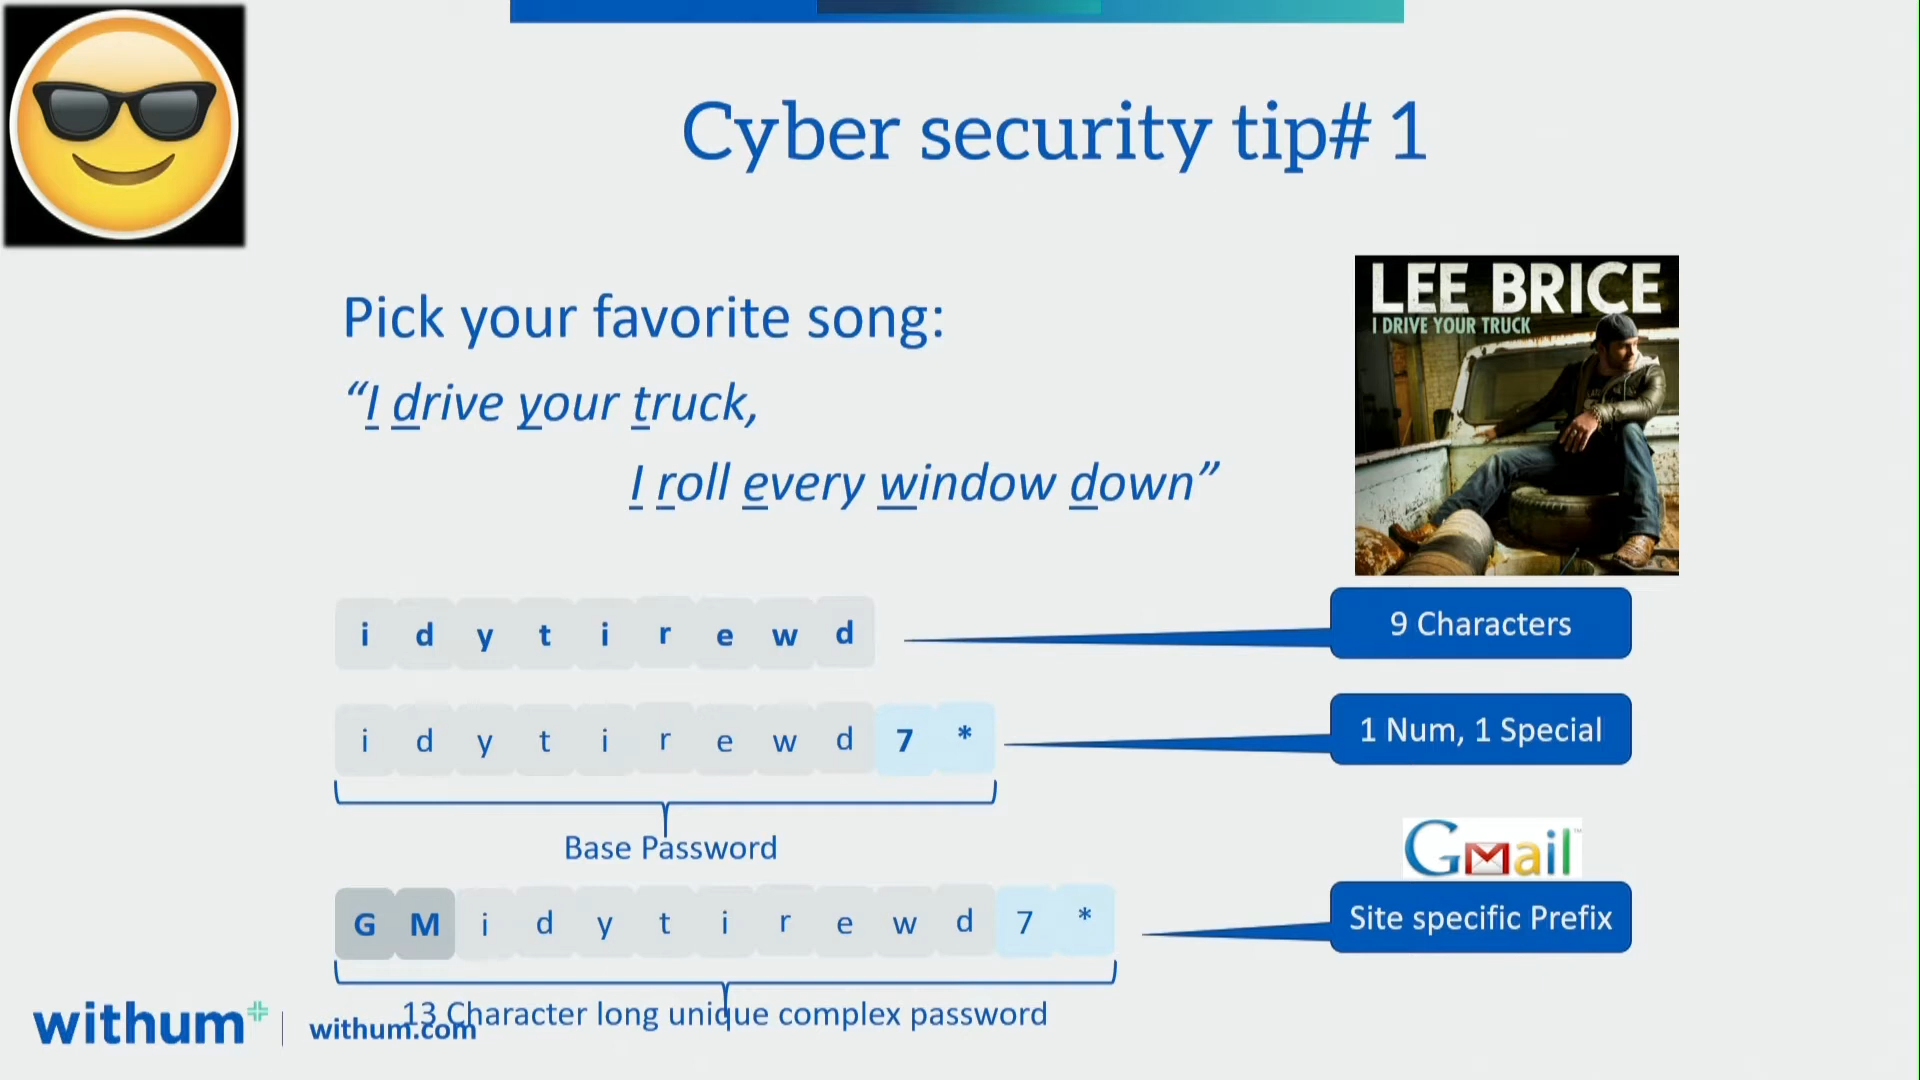 Cyber security tip# 1
LEE BRICE
I DRIVE YOUR TRUCK
Pick your favorite song:
“I drive your truck,
I roll every window down”
i d y t i r e w d
9 Characters
i d y t i r e w d 7 *
1 Num, 1 Special
Base Password
Gmail™
G M i d y t i r e w d 7 *
Site specific Prefix
13 Character long unique complex password
withum+
withum.com